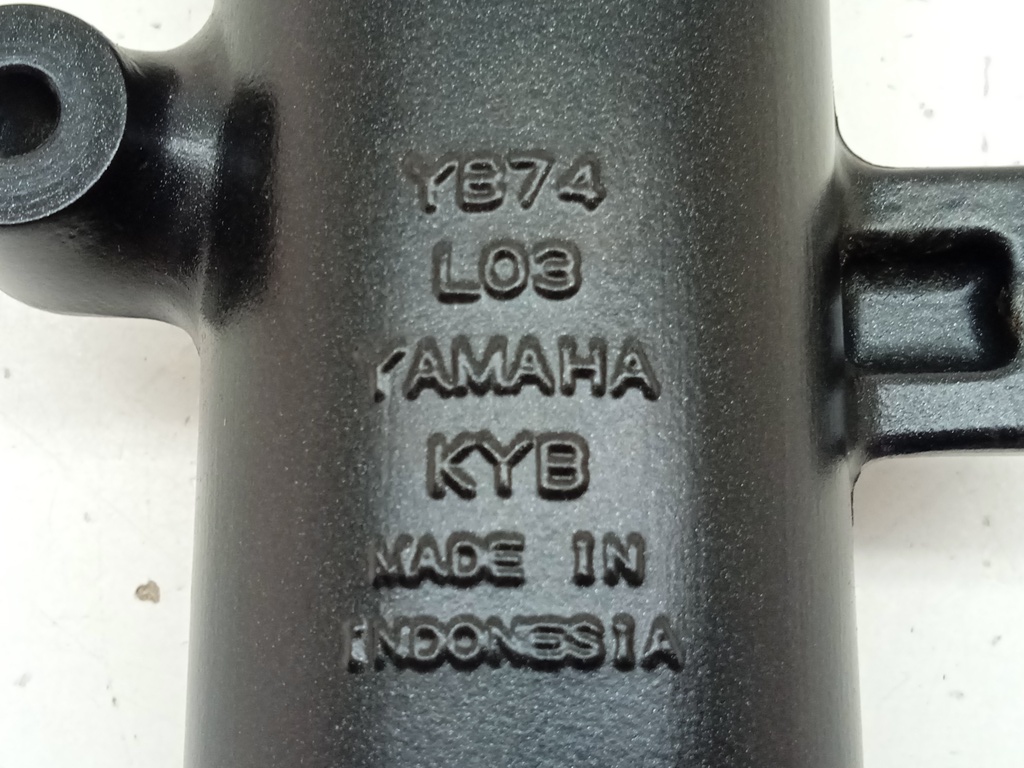 YB74
L03
YAMAHA
KYB
MADE IN
INDONESIA